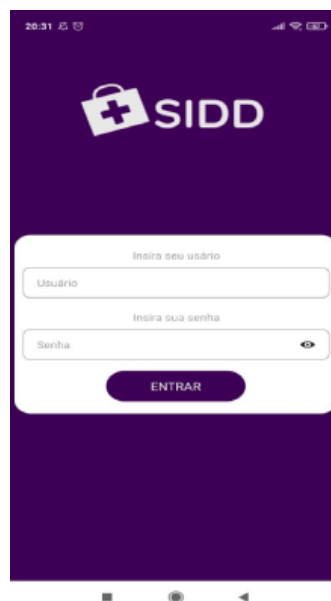 20:31
SIDD
Insira seu usário
Usuário
Insira sua senha
Senha
ENTRAR